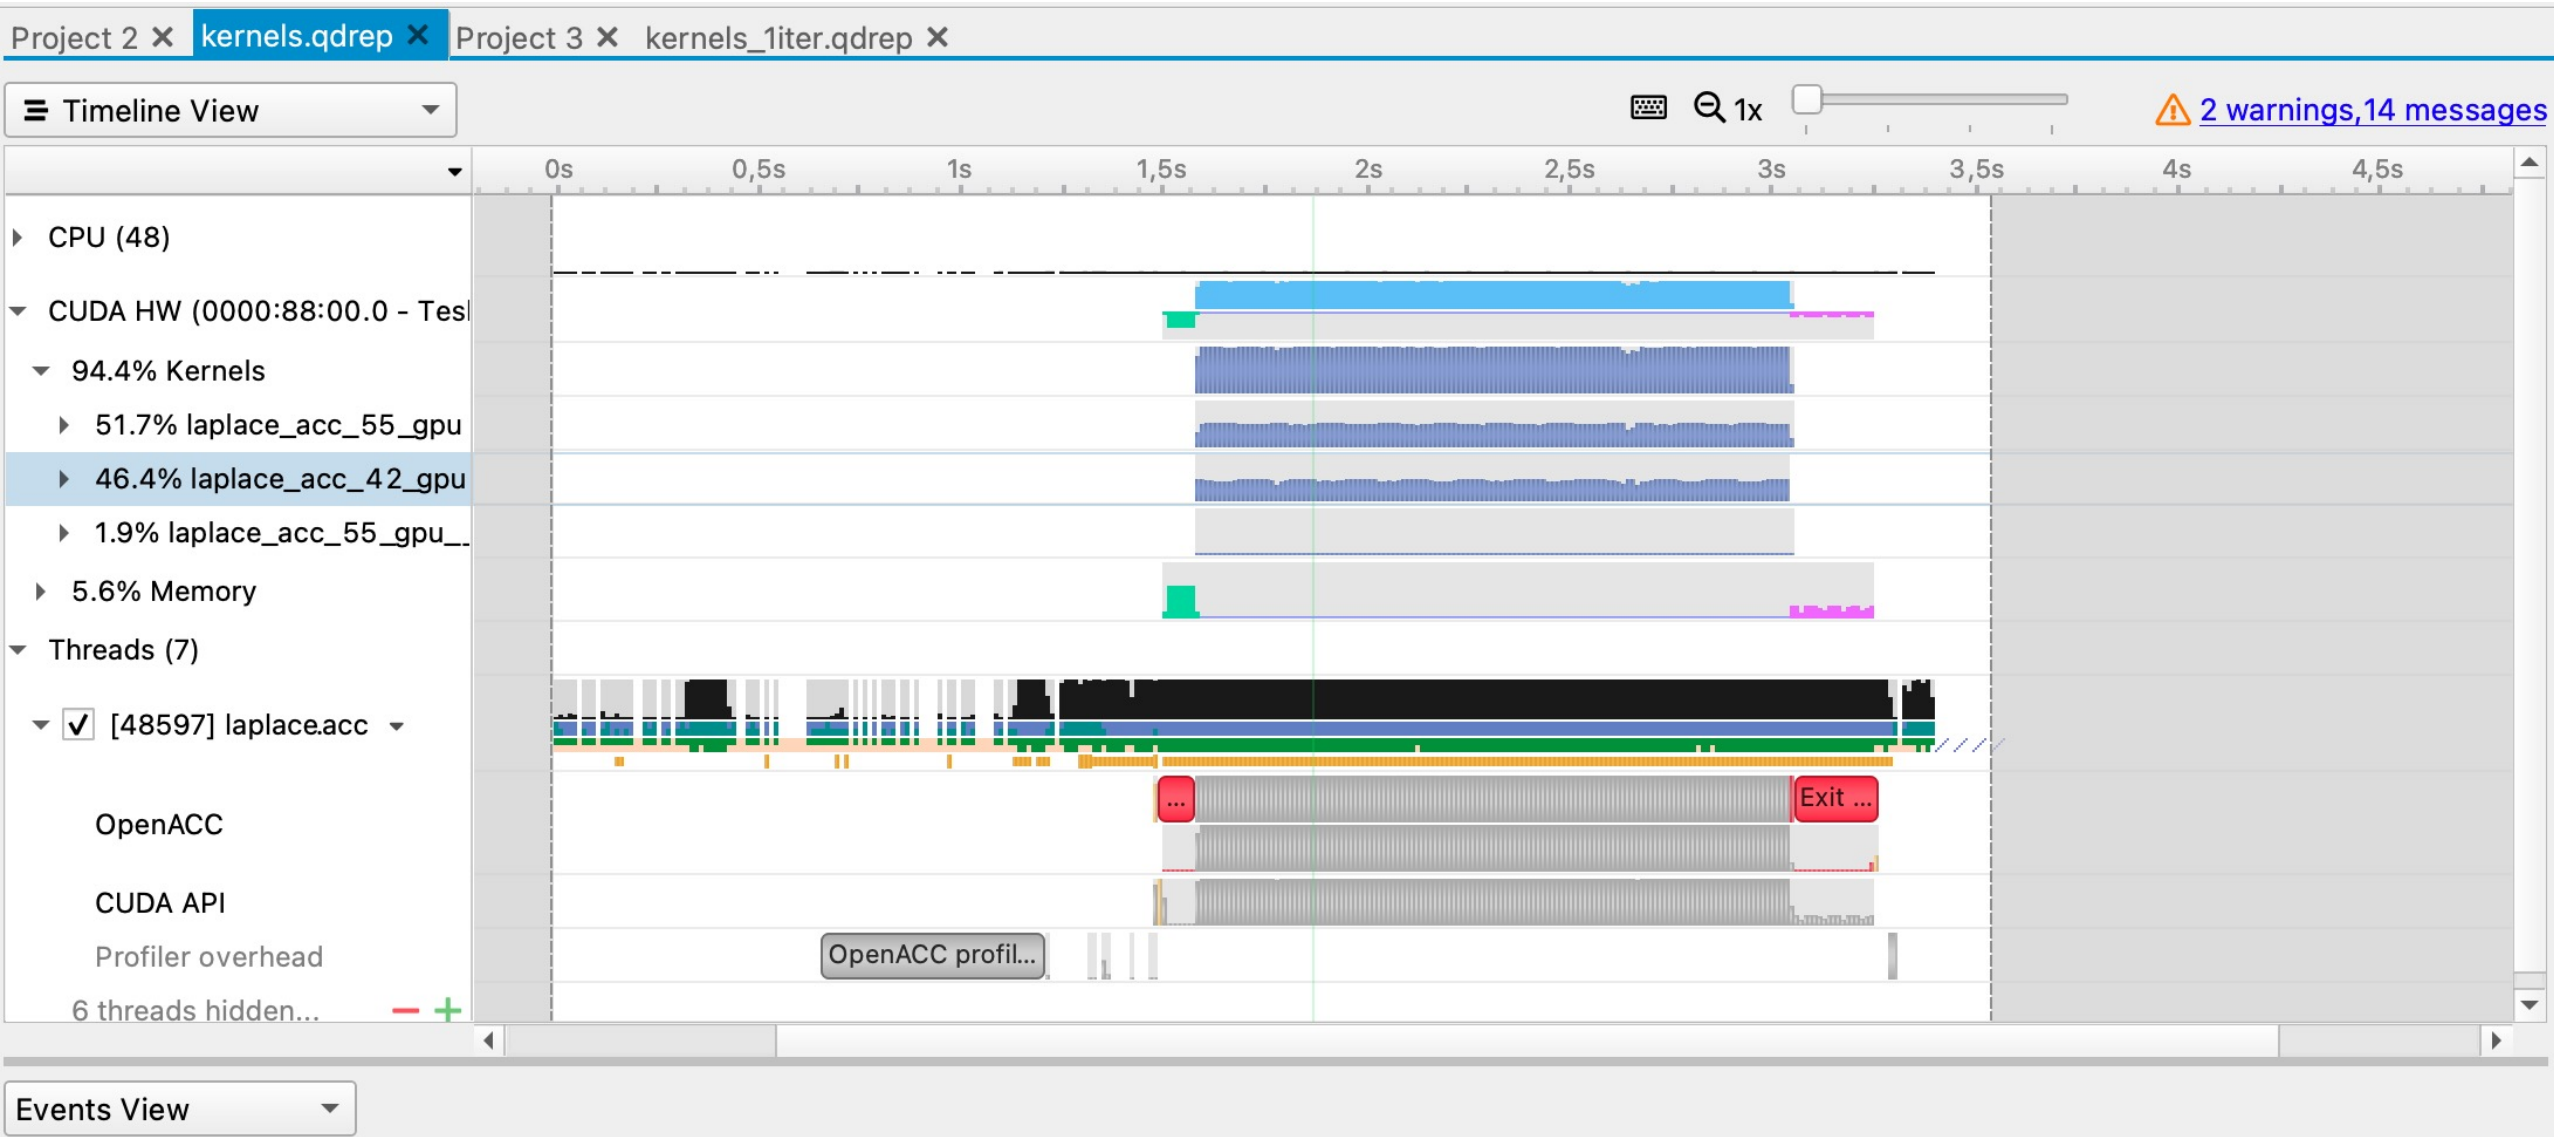 Project 2 kernels.qdrep Project 3 kernels_1iter.qdrep
Timeline View 1x 2 warnings,14 messages
0s 0,5s 1s 1,5s 2s 2,5s 3s 3,5s 4s 4,5s
CPU (48)
CUDA HW (0000:88:00.0 - Tesl
94.4% Kernels
51.7% laplace_acc_55_gpu
46.4% laplace_acc_42_gpu
1.9% laplace_acc_55_gpu__
5.6% Memory
Threads (7)
[48597] laplace.acc
... Exit ...
OpenACC
CUDA API
Profiler overhead OpenACC profil...
6 threads hidden...
Events View